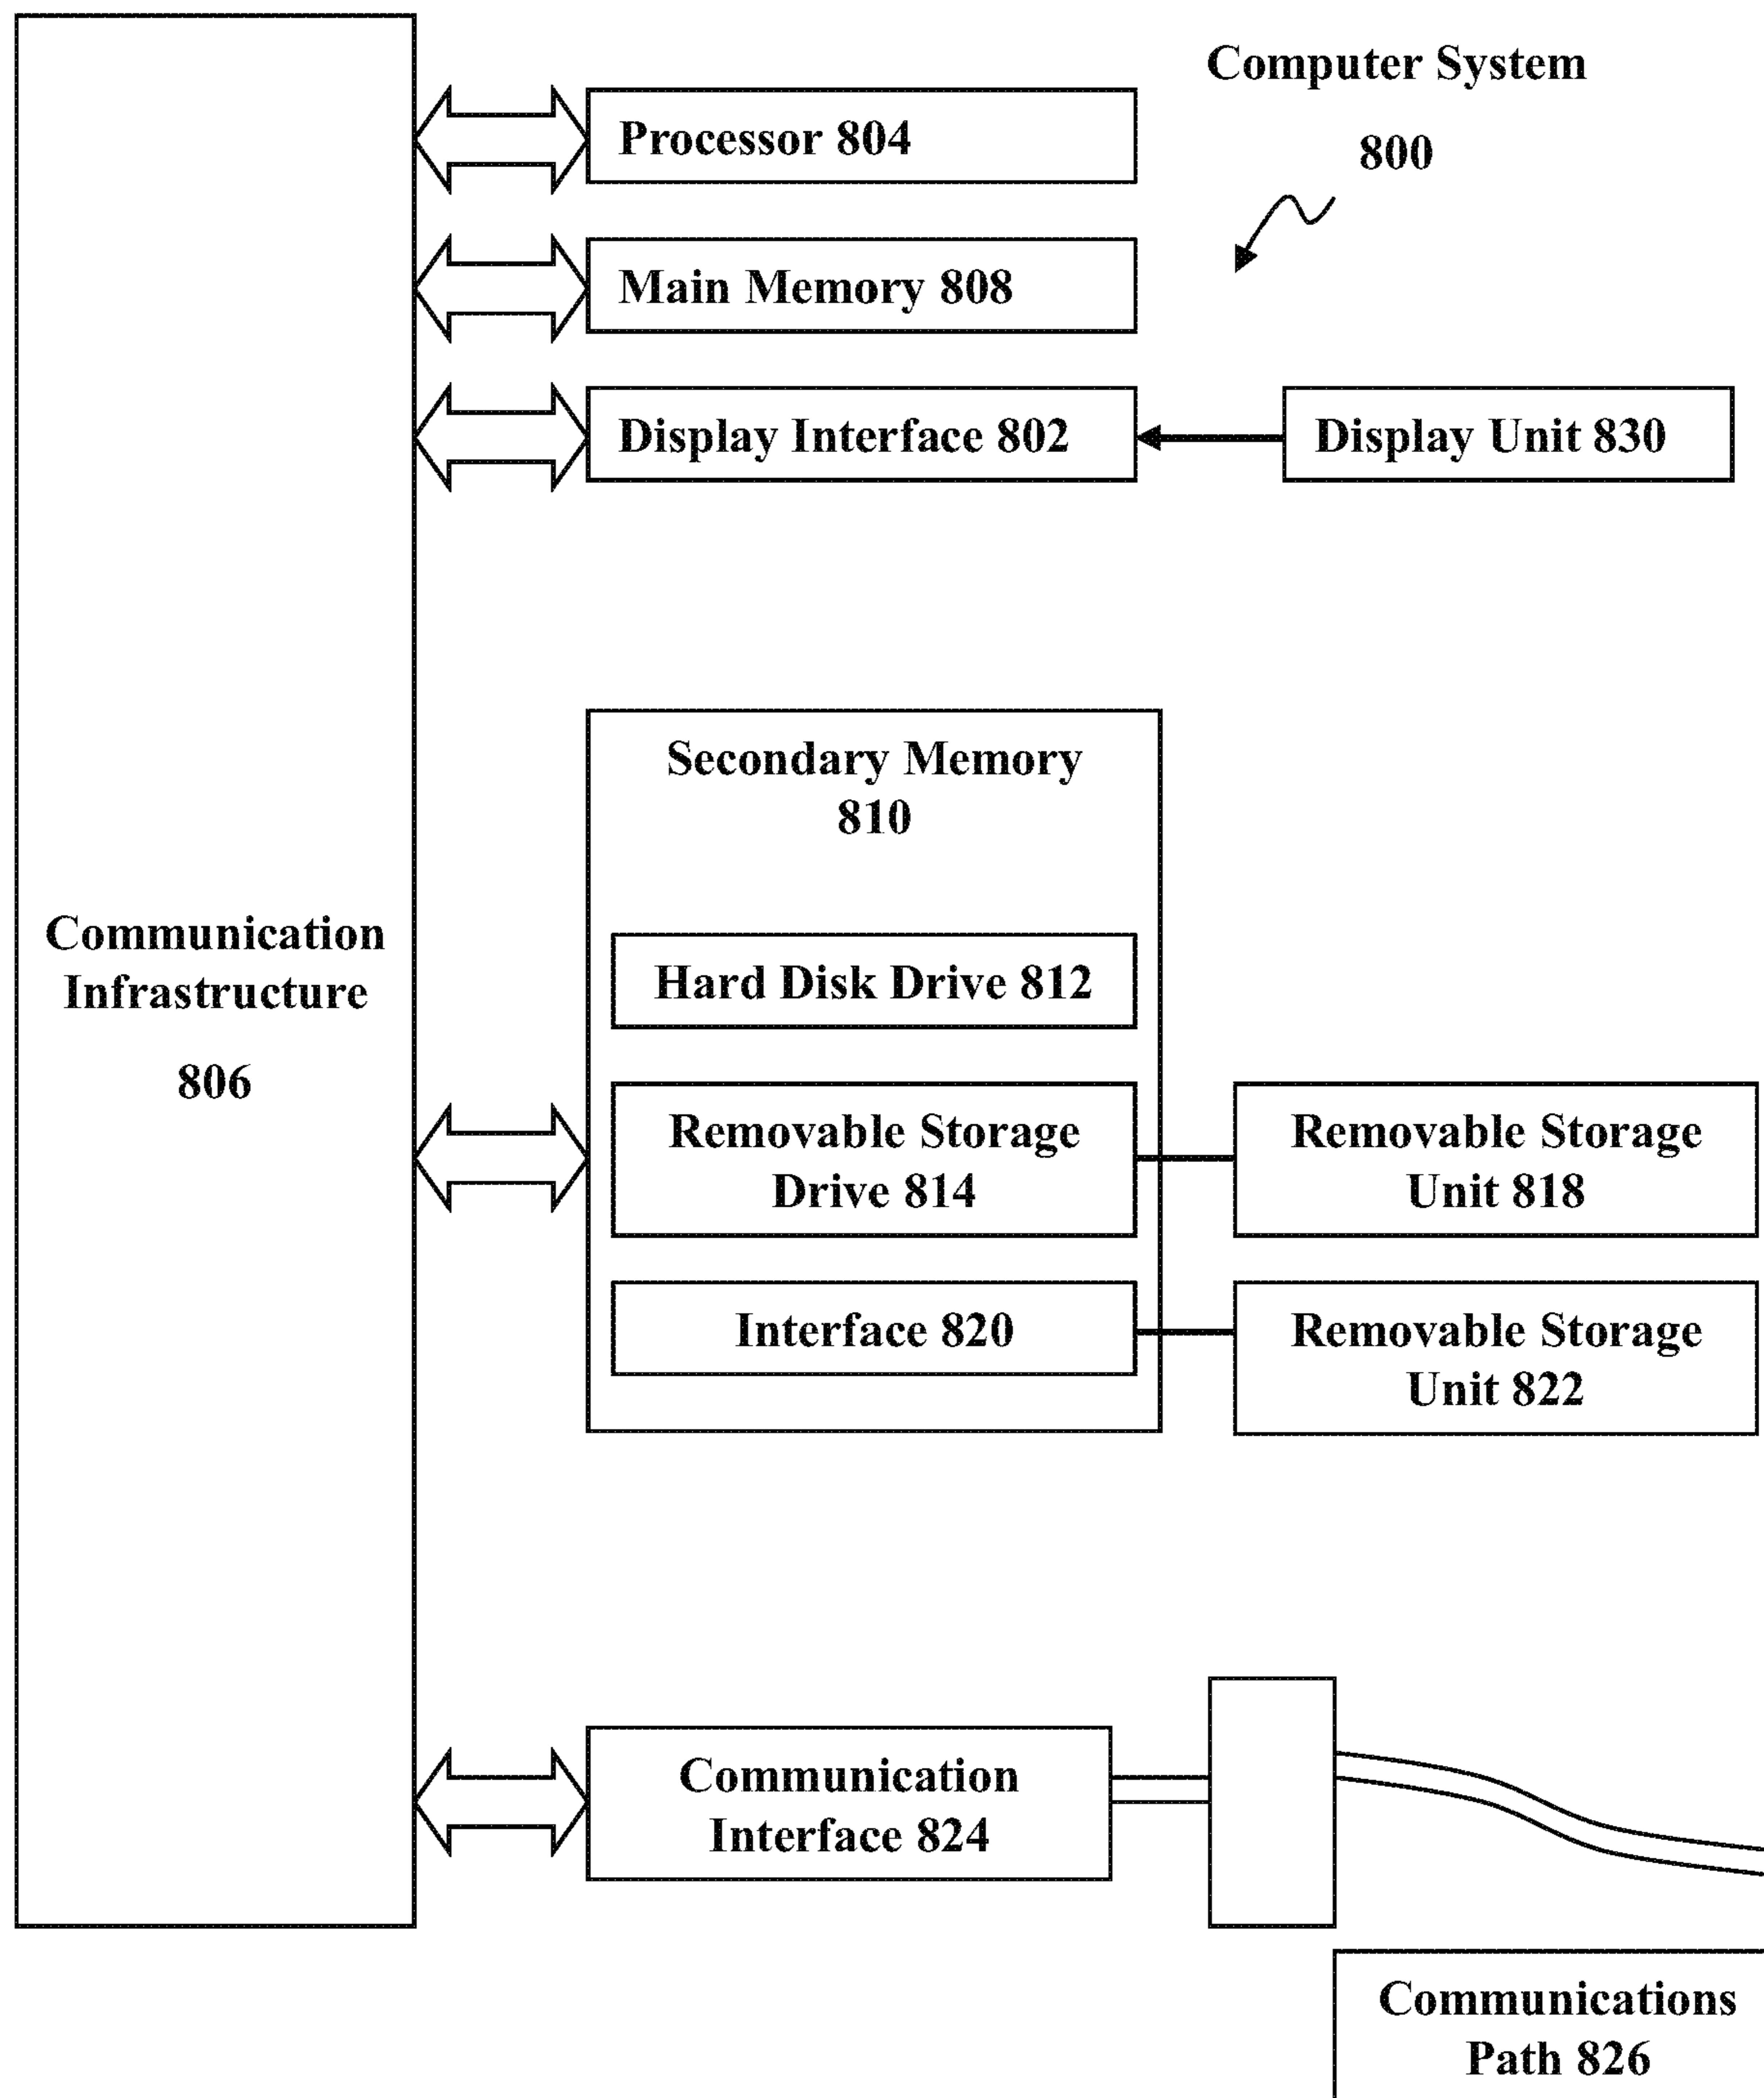 Computer System
800
Processor 804
Main Memory 808
Display Interface 802
Display Unit 830
Secondary Memory
810
Communication
Infrastructure
806
Hard Disk Drive 812
Removable Storage
Drive 814
Removable Storage
Unit 818
Interface 820
Removable Storage
Unit 822
Communication
Interface 824
Communications
Path 826